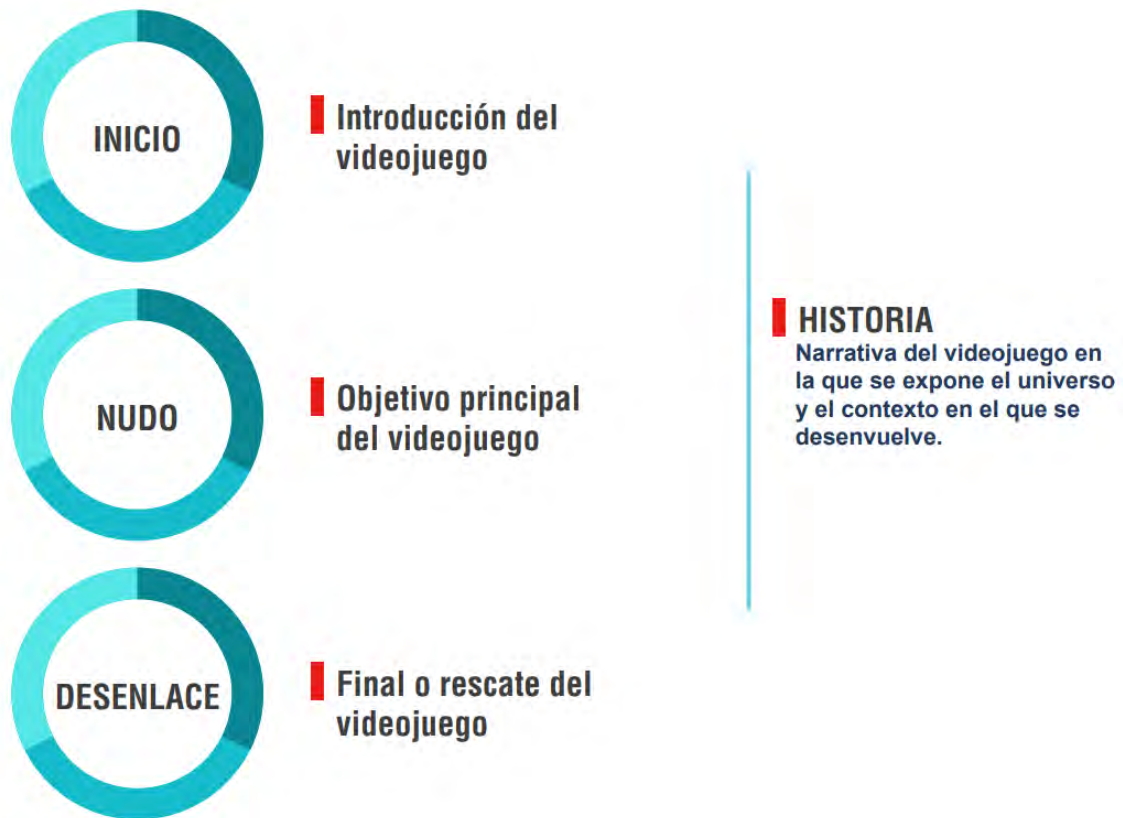 INICIO
Introducción del
videojuego
NUDO
Objetivo principal
del videojuego
DESENLACE
Final o rescate del
videojuego
HISTORIA
Narrativa del videojuego en
la que se expone el universo
y el contexto en el que se
desenvuelve.